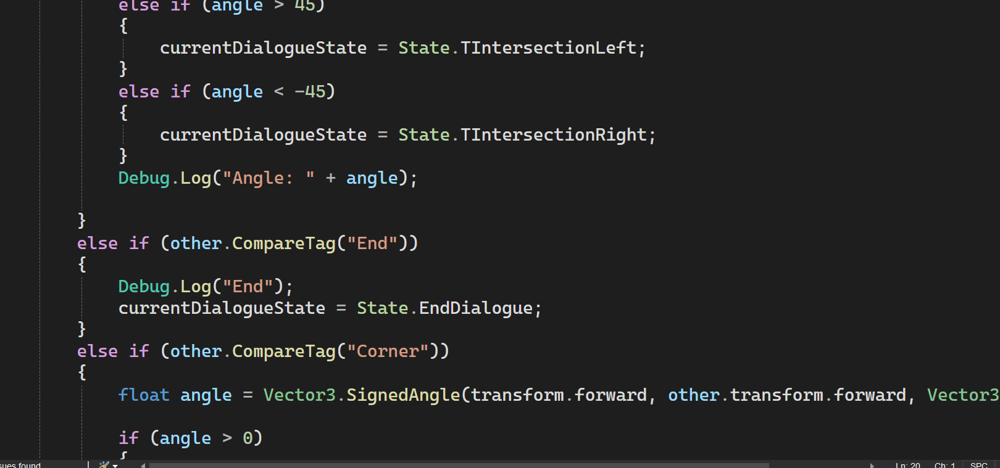 else if (angle > 45)
{
currentDialogueState = State.TIntersectionLeft;
}
else if (angle < -45)
{
currentDialogueState = State.TIntersectionRight;
}
Debug.Log("Angle: " + angle);
}
else if (other.CompareTag("End"))
{
Debug.Log("End");
currentDialogueState = State.EndDialogue;
}
else if (other.CompareTag("Corner"))
{
float angle = Vector3.SignedAngle(transform.forward, other.transform.forward, Vector3
if (angle > 0)
{
sues found Ln: 20 Ch: 1 SPC